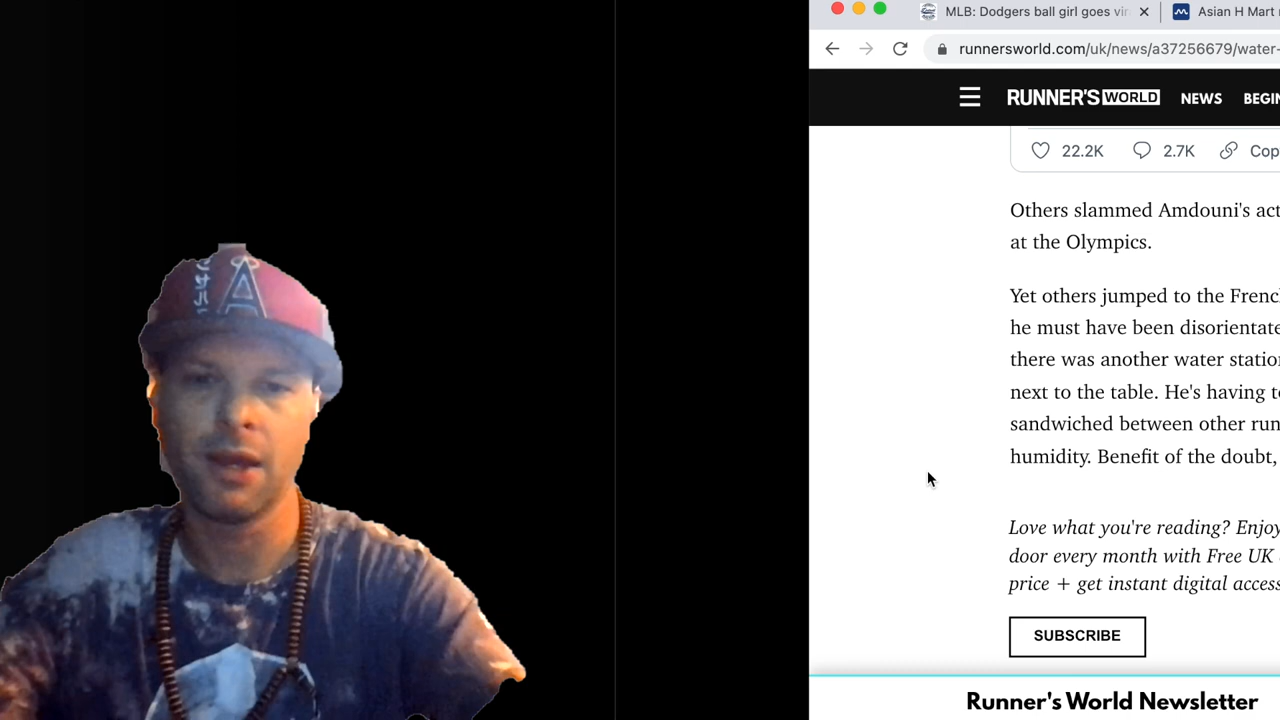 MLB: Dodgers ball girl goes vir
Asian H Mart
runnersworld.com/uk/news/a37256679/water-
RUNNER'S WORLD
NEWS
BEGIN
22.2K
2.7K
Cop
Others slammed Amdouni's act
at the Olympics.
Yet others jumped to the French
he must have been disorientate
there was another water station
next to the table. He's having to
sandwiched between other run
humidity. Benefit of the doubt,
Love what you're reading? Enjoy
door every month with Free UK
price + get instant digital access
SUBSCRIBE
Runner's World Newsletter
A